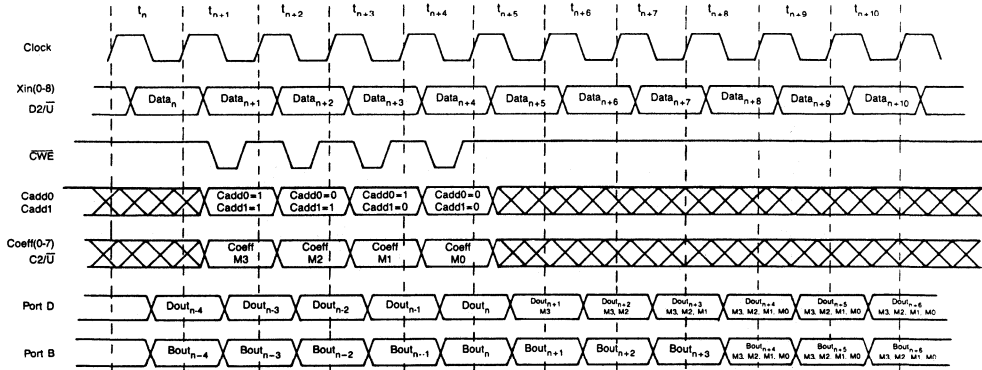 tn tn+1 tn+2 tn+3 tn+4 tn+5 tn+6 tn+7 tn+8 tn+9 tn+10
Clock
Xin(0-8)
D2/U̅
Datan Datan+1 Datan+2 Datan+3 Datan+4 Datan+5 Datan+6 Datan+7 Datan+8 Datan+9 Datan+10
C̅W̅E̅
Cadd0
Cadd1
Cadd0=1 Cadd0=0 Cadd0=1 Cadd0=0
Cadd1=1 Cadd1=1 Cadd1=0 Cadd1=0
Coeff(0-7)
C2/U̅
Coeff Coeff Coeff Coeff
M3 M2 M1 M0
Port D
Doutn-4 Doutn-3 Doutn-2 Doutn-1 Doutn Doutn+1 Doutn+2 Doutn+3 Doutn+4 Doutn+5 Doutn+6
M3 M3, M2 M3, M2, M1 M3, M2, M1, M0 M3, M2, M1, M0 M3, M2, M1, M0
Port B
Boutn-4 Boutn-3 Boutn-2 Boutn-1 Boutn Boutn+1 Boutn+2 Boutn+3 Boutn+4 Boutn+5 Boutn+6
M3, M2, M1, M0 M3, M2, M1, M0 M3, M2, M1, M0